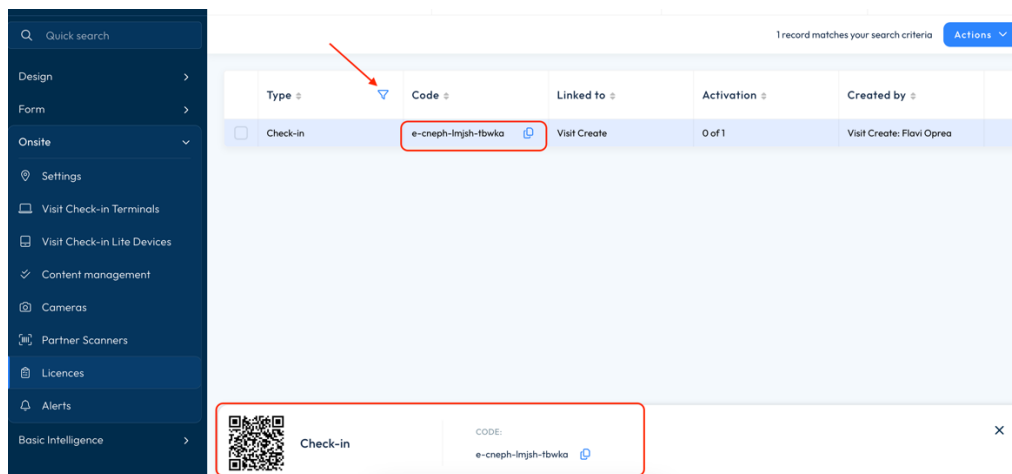 Quick search
1 record matches your search criteria
Actions
Design
Form
Onsite
Settings
Visit Check-in Terminals
Visit Check-in Lite Devices
Content management
Cameras
Partner Scanners
Licences
Alerts
Basic Intelligence
Type Code Linked to Activation Created by
Check-in e-cneph-lmjsh-tbwka Visit Create 0 of 1 Visit Create: Flavi Oprea
Check-in
CODE:
e-cneph-lmjsh-tbwka